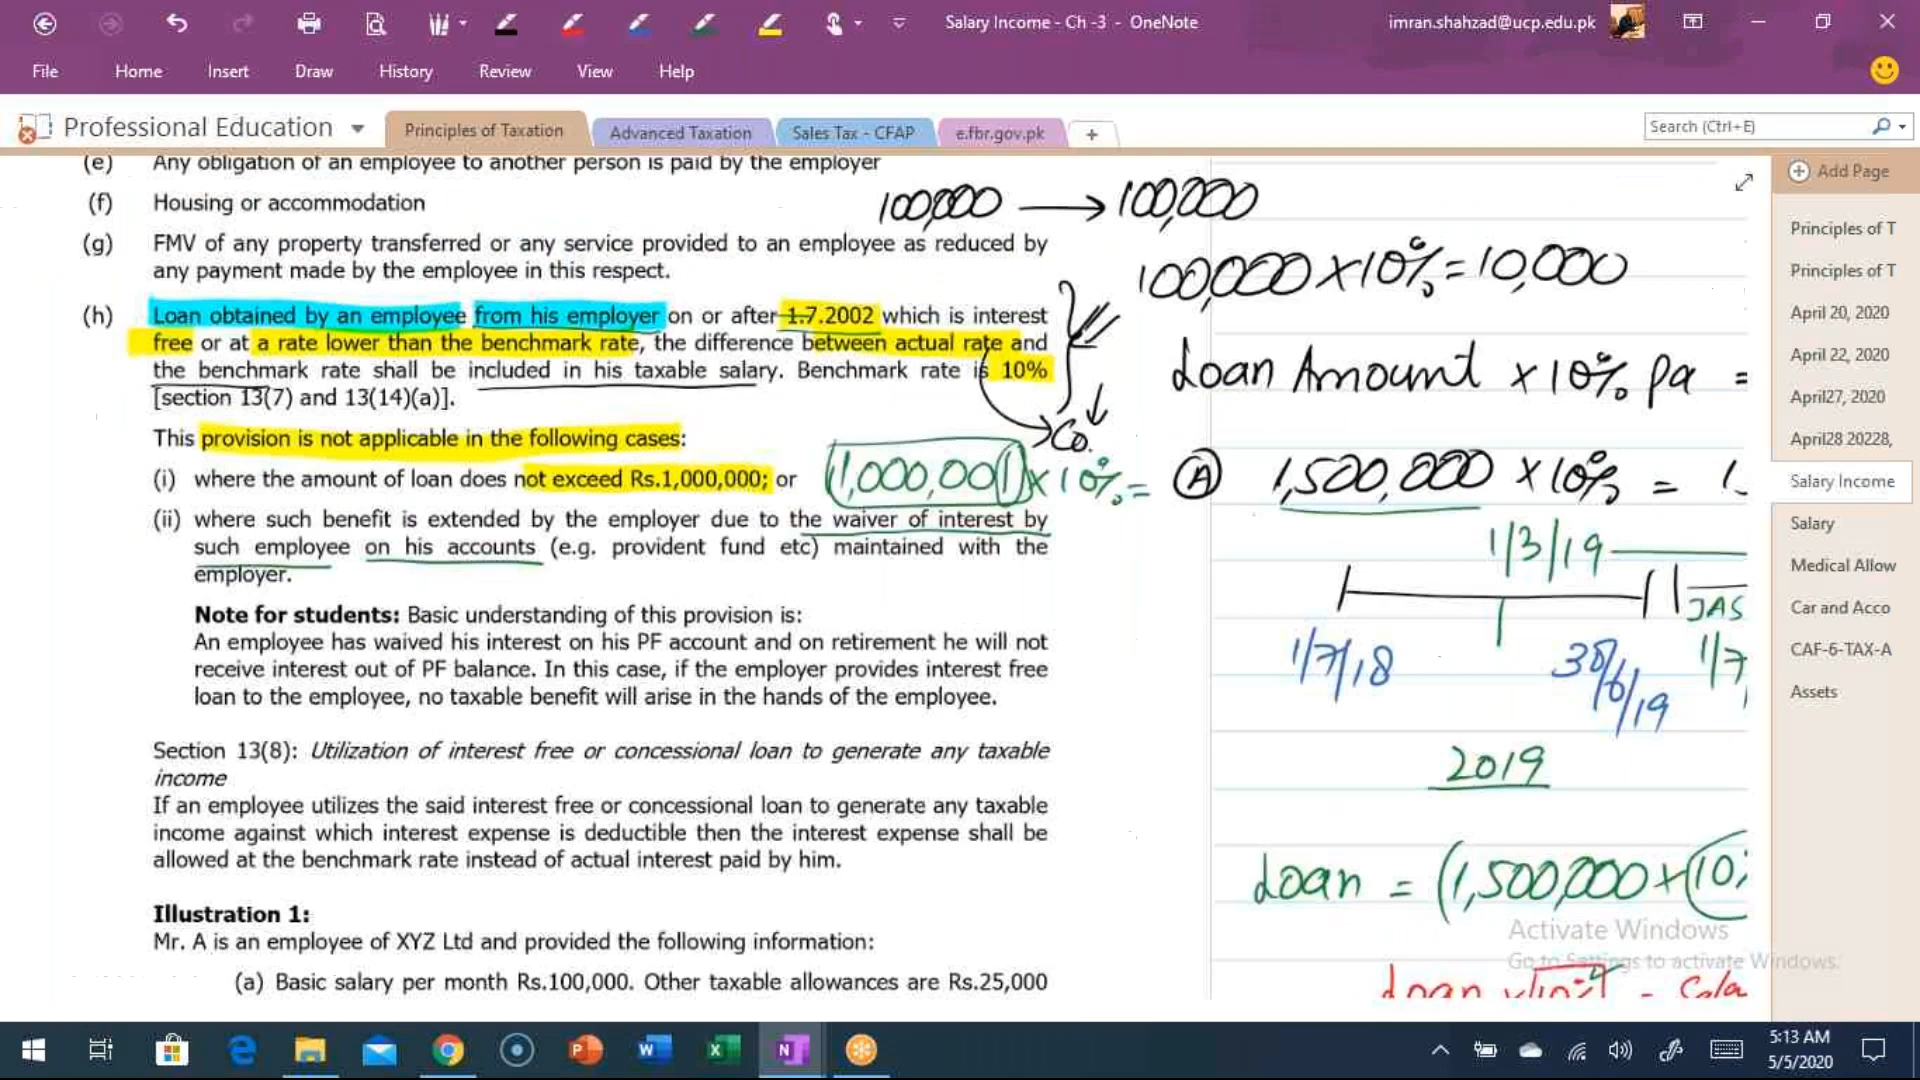 Salary Income - Ch -3 - OneNote
imran.shahzad@ucp.edu.pk
File Home Insert Draw History Review View Help
Professional Education
Principles of Taxation Advanced Taxation Sales Tax - CFAP e.fbr.gov.pk +
Search (Ctrl+E)
(e) Any obligation of an employee to another person is paid by the employer
(f) Housing or accommodation
(g) FMV of any property transferred or any service provided to an employee as reduced by
any payment made by the employee in this respect.
(h) Loan obtained by an employee from his employer on or after 1.7.2002 which is interest
free or at a rate lower than the benchmark rate, the difference between actual rate and
the benchmark rate shall be included in his taxable salary. Benchmark rate is 10%
[section 13(7) and 13(14)(a)].
This provision is not applicable in the following cases:
(i) where the amount of loan does not exceed Rs.1,000,000; or
(ii) where such benefit is extended by the employer due to the waiver of interest by
such employee on his accounts (e.g. provident fund etc) maintained with the
employer.
Note for students: Basic understanding of this provision is:
An employee has waived his interest on his PF account and on retirement he will not
receive interest out of PF balance. In this case, if the employer provides interest free
loan to the employee, no taxable benefit will arise in the hands of the employee.
Section 13(8): Utilization of interest free or concessional loan to generate any taxable
income
If an employee utilizes the said interest free or concessional loan to generate any taxable
income against which interest expense is deductible then the interest expense shall be
allowed at the benchmark rate instead of actual interest paid by him.
Illustration 1:
Mr. A is an employee of XYZ Ltd and provided the following information:
(a) Basic salary per month Rs.100,000. Other taxable allowances are Rs.25,000
100,000 → 100,000
100,000 x 10% = 10,000
Loan Amount x 10% pa =
Co.
1,000,001 x 10% =
A 1,500,000 x 10% =
1/3/19
JAS
1/7/18 30/6/19 1/7
2019
Loan = (1,500,000 x 10%
Loan x 10%
Activate Windows
Go to Settings to activate Windows.
Add Page
Principles of T
Principles of T
April 20, 2020
April 22, 2020
April27, 2020
April28 20228,
Salary Income
Salary
Medical Allow
Car and Acco
CAF-6-TAX-A
Assets
5:13 AM
5/5/2020